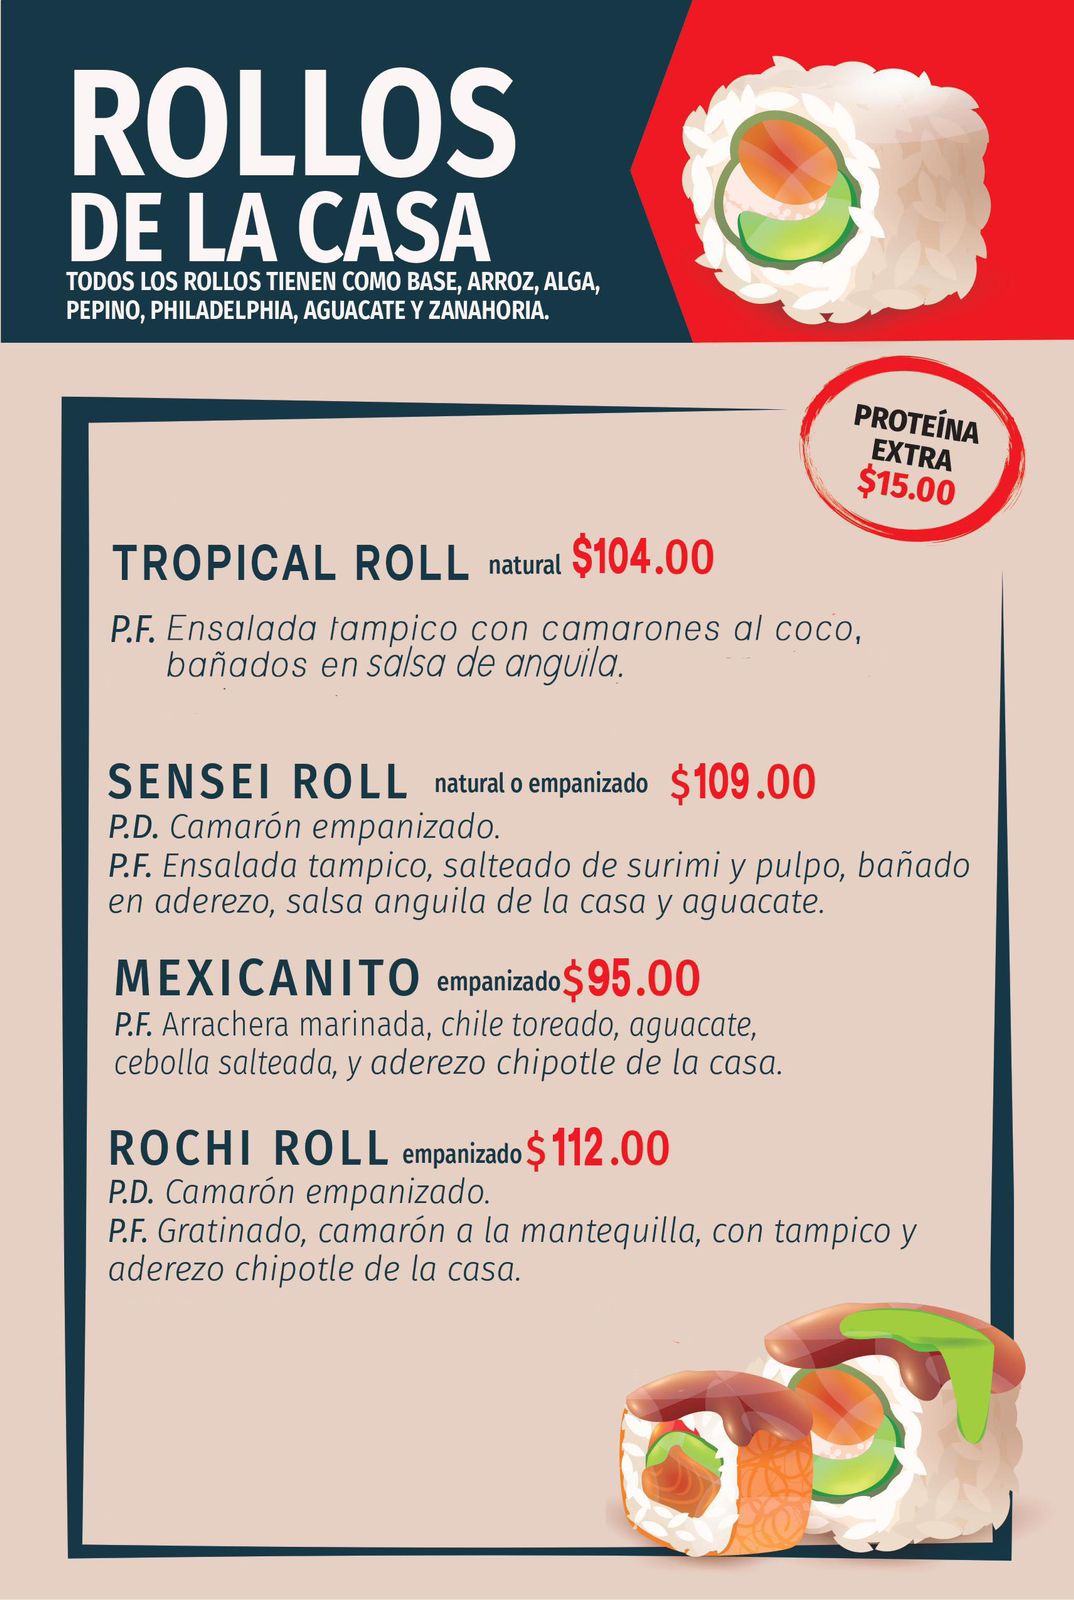 ROLLOS
DE LA CASA
TODOS LOS ROLLOS TIENEN COMO BASE, ARROZ, ALGA,
PEPINO, PHILADELPHIA, AGUACATE Y ZANAHORIA.
PROTEÍNA
EXTRA
$15.00
TROPICAL ROLL natural $104.00
P.F. Ensalada tampico con camarones al coco,
bañados en salsa de anguila.
SENSEI ROLL natural o empanizado $109.00
P.D. Camarón empanizado.
P.F. Ensalada tampico, salteado de surimi y pulpo, bañado
en aderezo, salsa anguila de la casa y aguacate.
MEXICANITO empanizado $95.00
P.F. Arrachera marinada, chile toreado, aguacate,
cebolla salteada, y aderezo chipotle de la casa.
ROCHI ROLL empanizado $112.00
P.D. Camarón empanizado.
P.F. Gratinado, camarón a la mantequilla, con tampico y
aderezo chipotle de la casa.